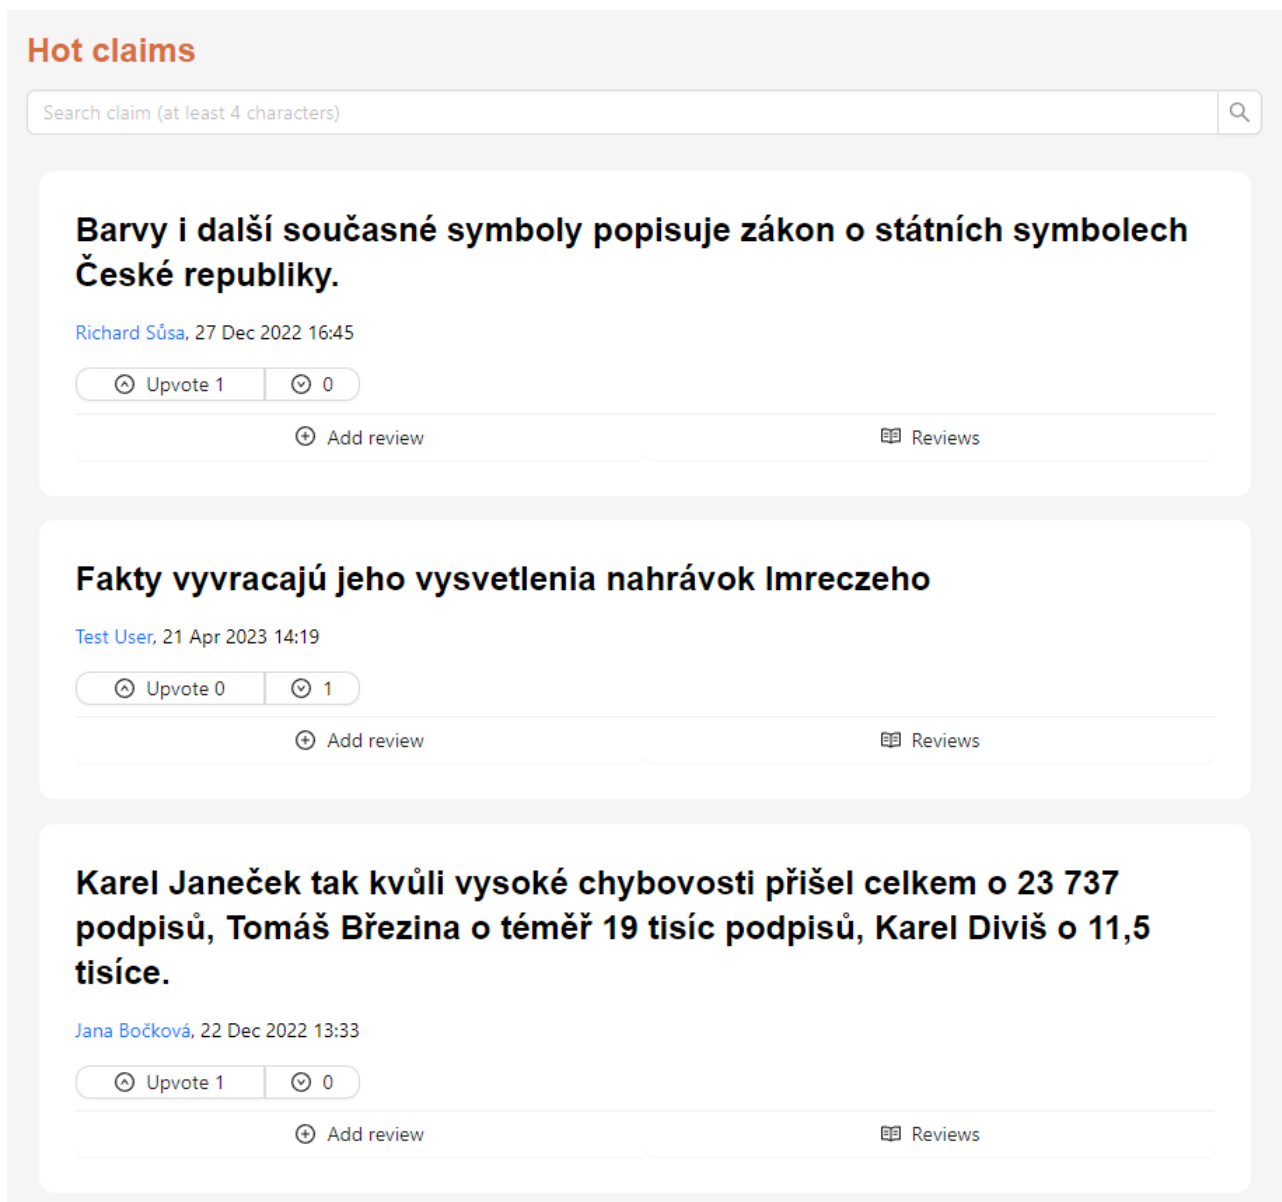 Hot claims
Search claim (at least 4 characters)
Barvy i další současné symboly popisuje zákon o státních symbolech
České republiky.
Richard Sůsa, 27 Dec 2022 16:45
Upvote 1 0
Add review Reviews
Fakty vyvracajú jeho vysvetlenia nahrávok Imreczeho
Test User, 21 Apr 2023 14:19
Upvote 0 1
Add review Reviews
Karel Janeček tak kvůli vysoké chybovosti přišel celkem o 23 737
podpisů, Tomáš Březina o téměř 19 tisíc podpisů, Karel Diviš o 11,5
tisíce.
Jana Bočková, 22 Dec 2022 13:33
Upvote 1 0
Add review Reviews